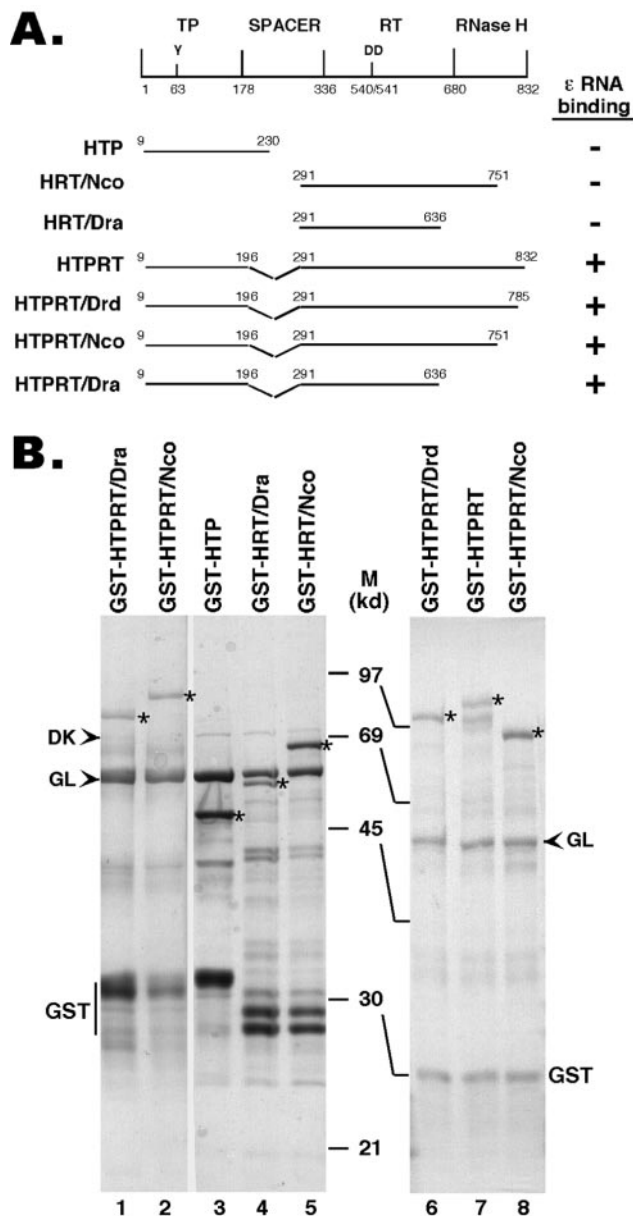 A.
TP SPACER RT RNase H
Y DD
1 63 178 336 540/541 680 832
ε RNA
binding
HTP 9 230 -
HRT/Nco 291 751 -
HRT/Dra 291 636 -
HTPRT 9 196 291 832 +
HTPRT/Drd 9 196 291 785 +
HTPRT/Nco 9 196 291 751 +
HTPRT/Dra 9 196 291 636 +
B.
GST-HTPRT/Dra
GST-HTPRT/Nco
GST-HTP
GST-HRT/Dra
GST-HRT/Nco
M
(kd)
GST-HTPRT/Drd
GST-HTPRT
GST-HTPRT/Nco
97
DK
69
GL
45
GL
GST
30
GST
21
1 2 3 4 5 6 7 8